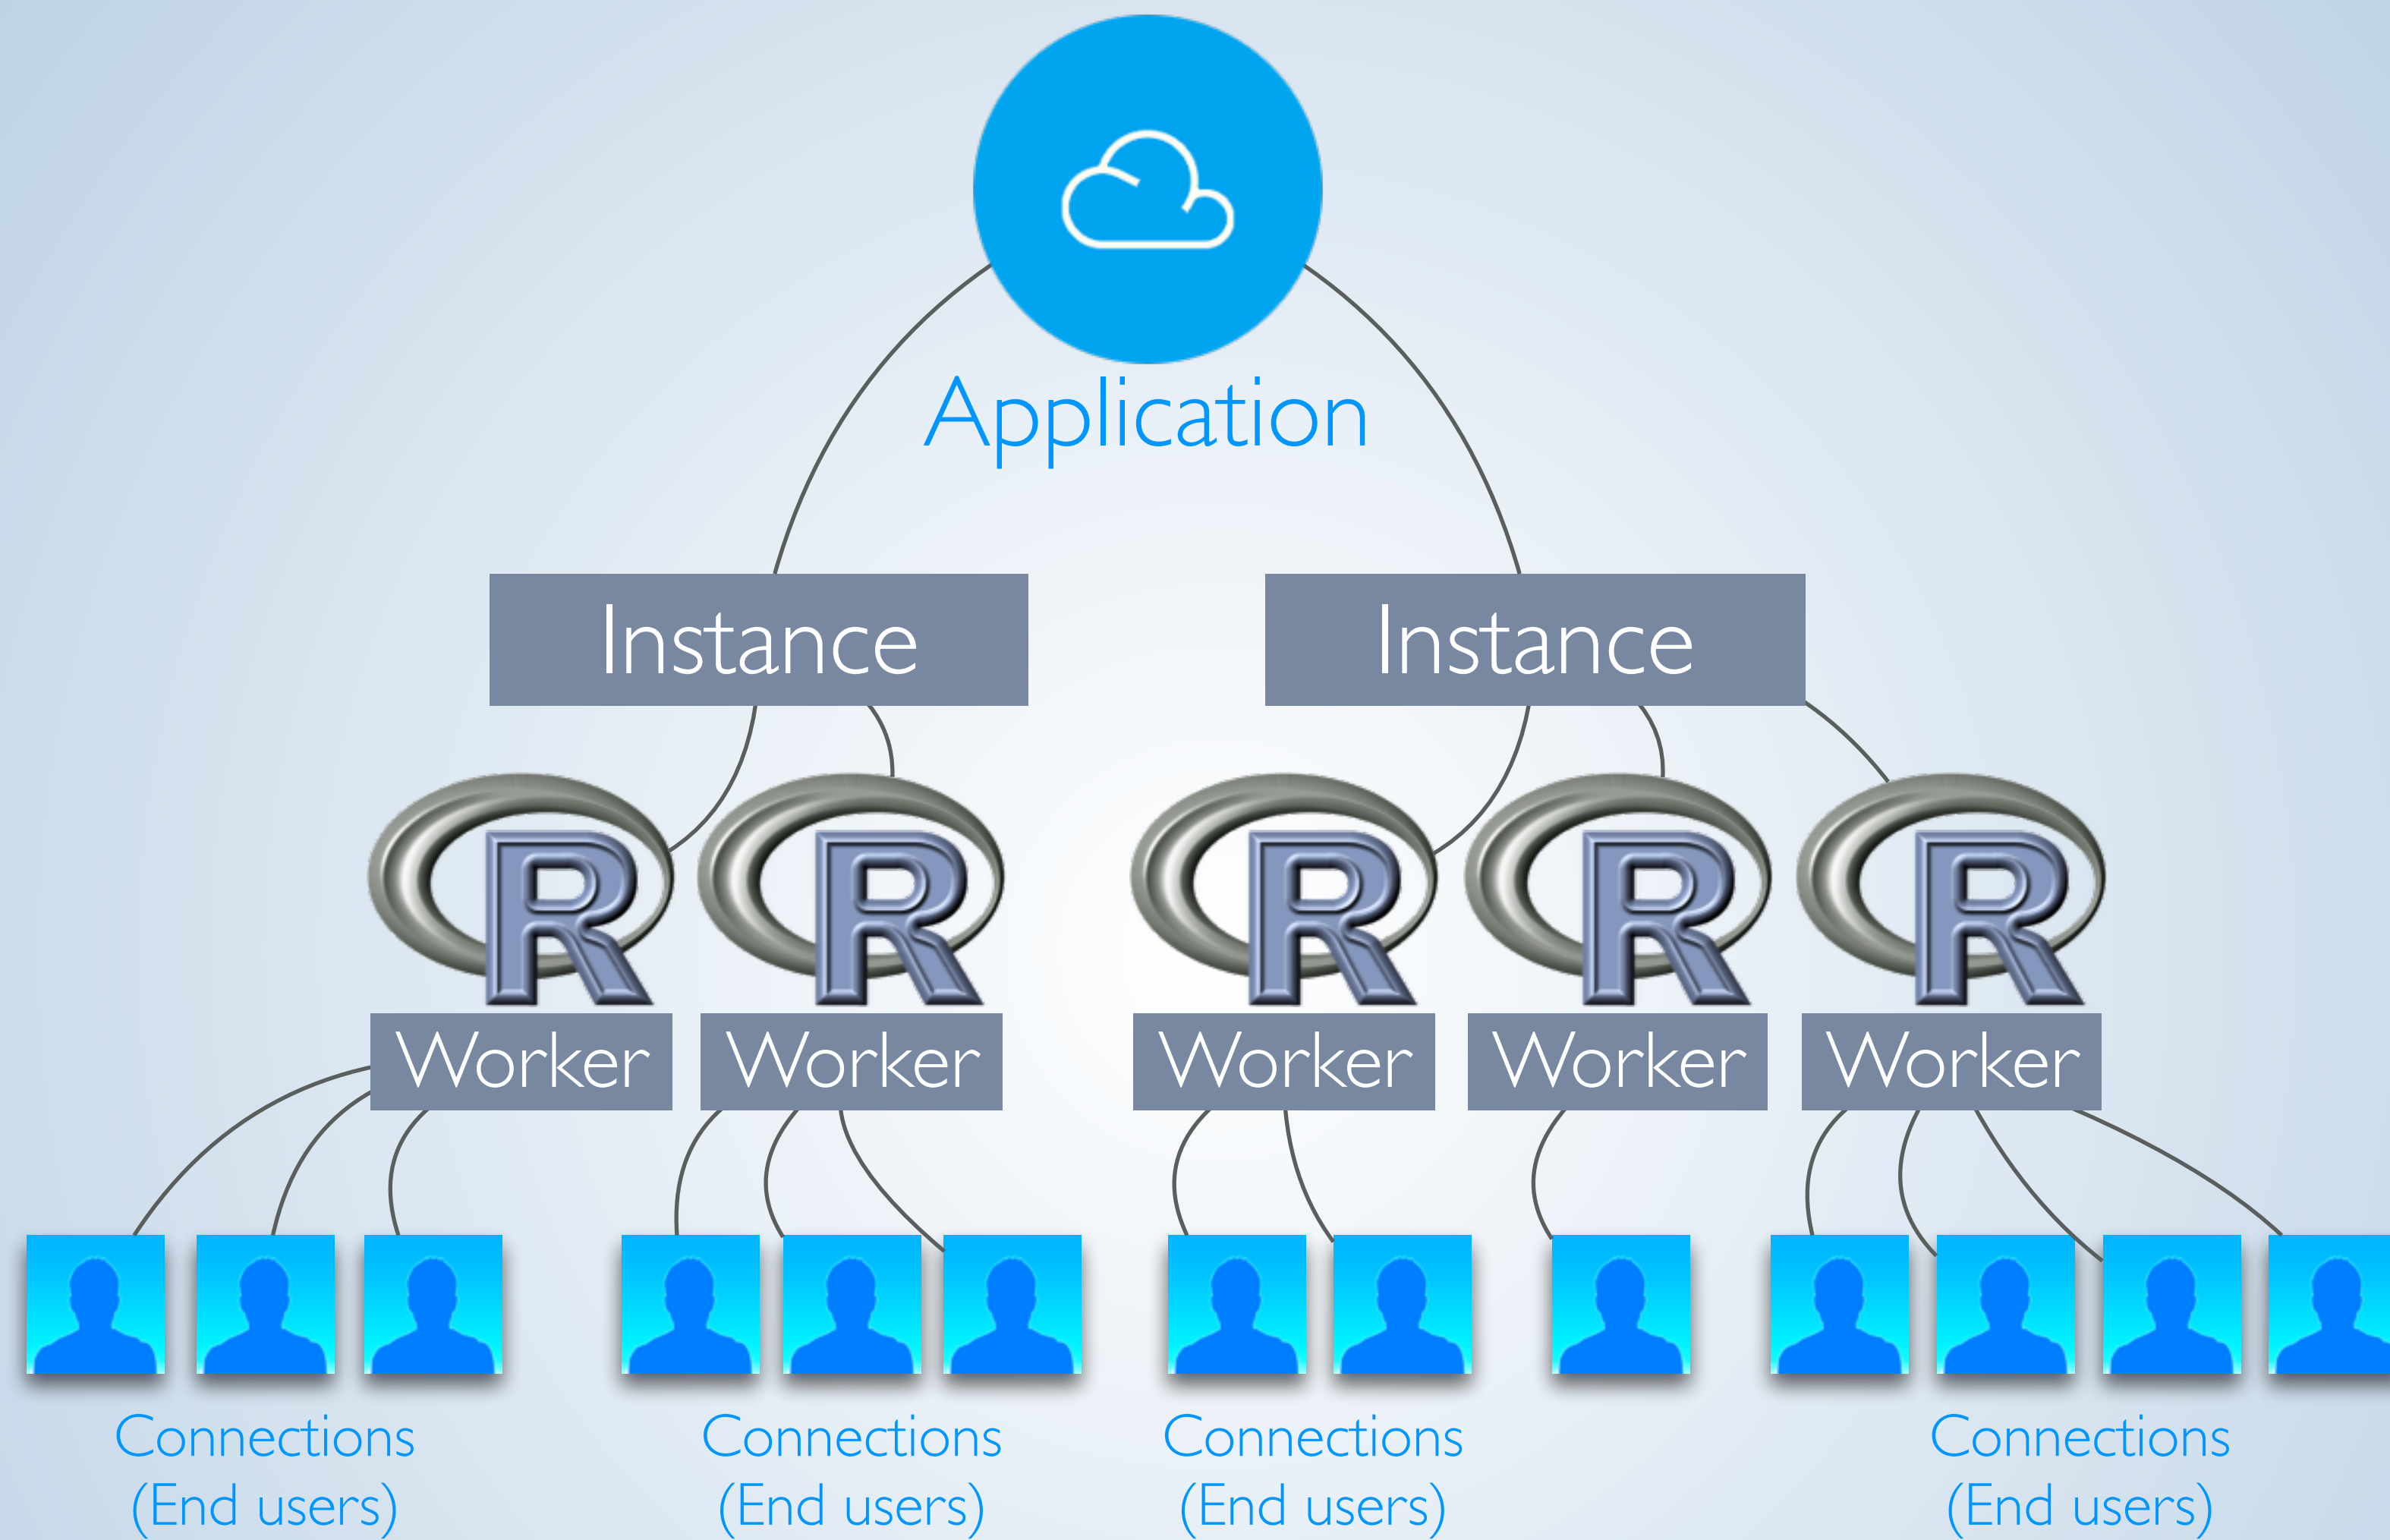 Application
Instance
Instance
R
R
R
R
R
Worker
Worker
Worker
Worker
Worker
Connections
(End users)
Connections
(End users)
Connections
(End users)
Connections
(End users)